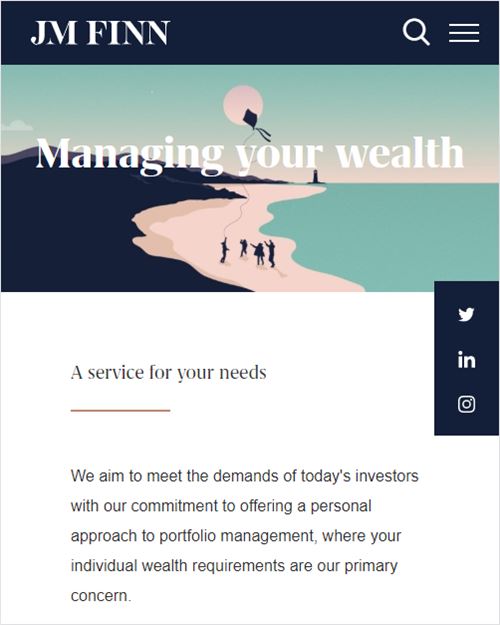 JM FINN
Managing your wealth
A service for your needs
We aim to meet the demands of today's investors
with our commitment to offering a personal
approach to portfolio management, where your
individual wealth requirements are our primary
concern.